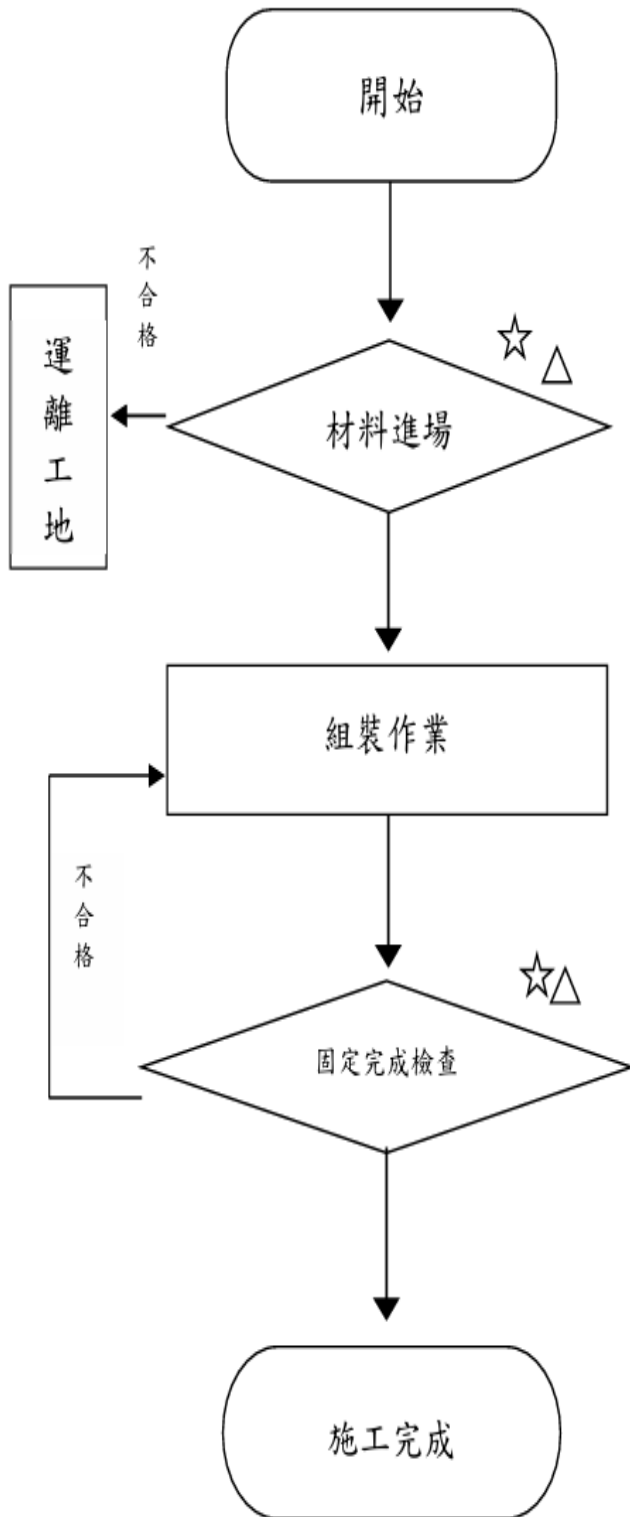 開始
不合格
運離工地
材料進場
組裝作業
不合格
固定完成檢查
施工完成